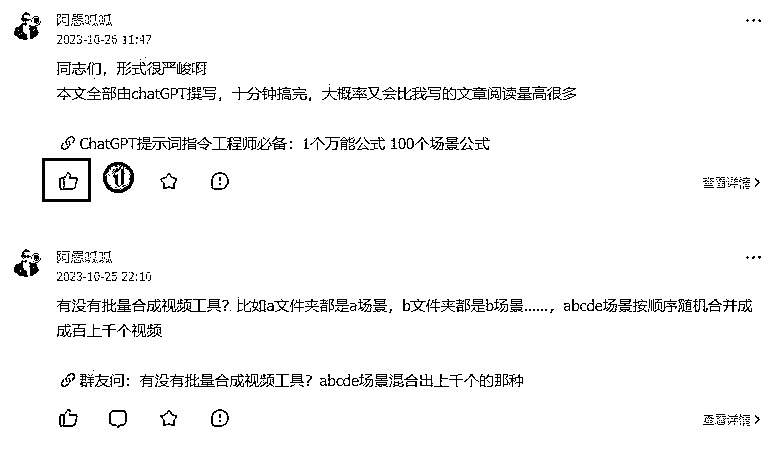 阿愚狐狐
2023-10-26 11:47
同志们，形式很严峻啊
本文全部由chatGPT撰写，十分钟搞完，大概率又会比我写的文章阅读量高很多
ChatGPT提示词指令工程师必备：1个万能公式 100个场景公式
1
查看详情
2023-10-25 22:10
有没有批量合成视频工具？比如a文件夹都是a场景，b文件夹都是b场景......，abcde场景按顺序随机合并成
成百上千个视频
群友问：有没有批量合成视频工具？abcde场景混合出上千个的那种
查看详情